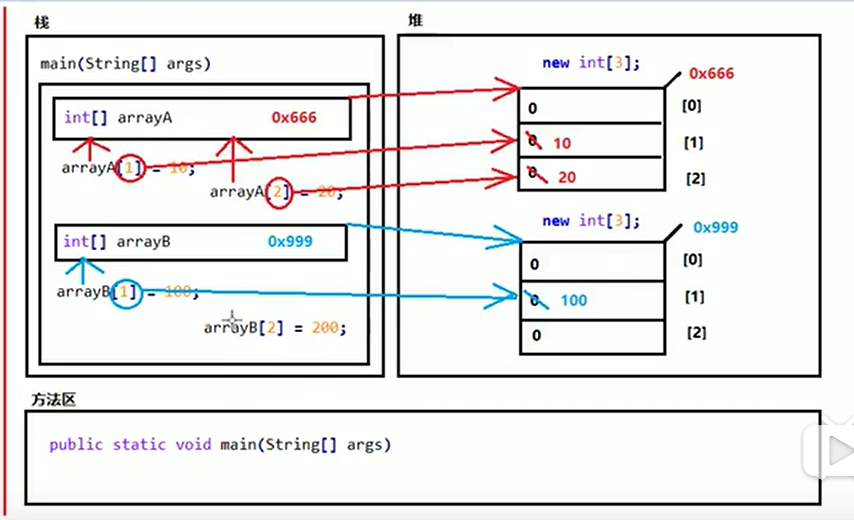 栈
main(String[] args)
int[] arrayA 0x666
arrayA[1] = 10;
arrayA[2] = 20;
int[] arrayB 0x999
arrayB[1] = 100;
arrayB[2] = 200;
堆
new int[3];
0x666
0 [0]
0 10 [1]
0 20 [2]
new int[3];
0x999
0 [0]
0 100 [1]
0 [2]
方法区
public static void main(String[] args)